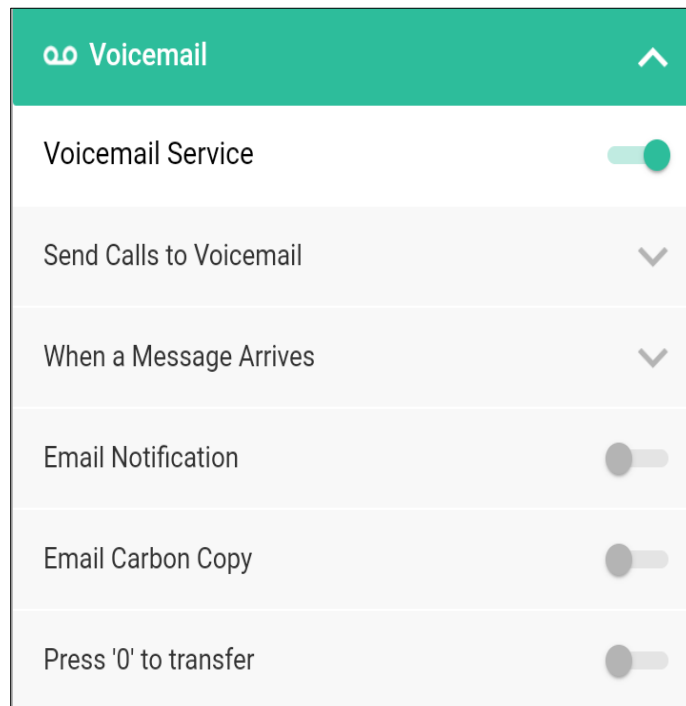 Voicemail
Voicemail Service
Send Calls to Voicemail
When a Message Arrives
Email Notification
Email Carbon Copy
Press '0' to transfer